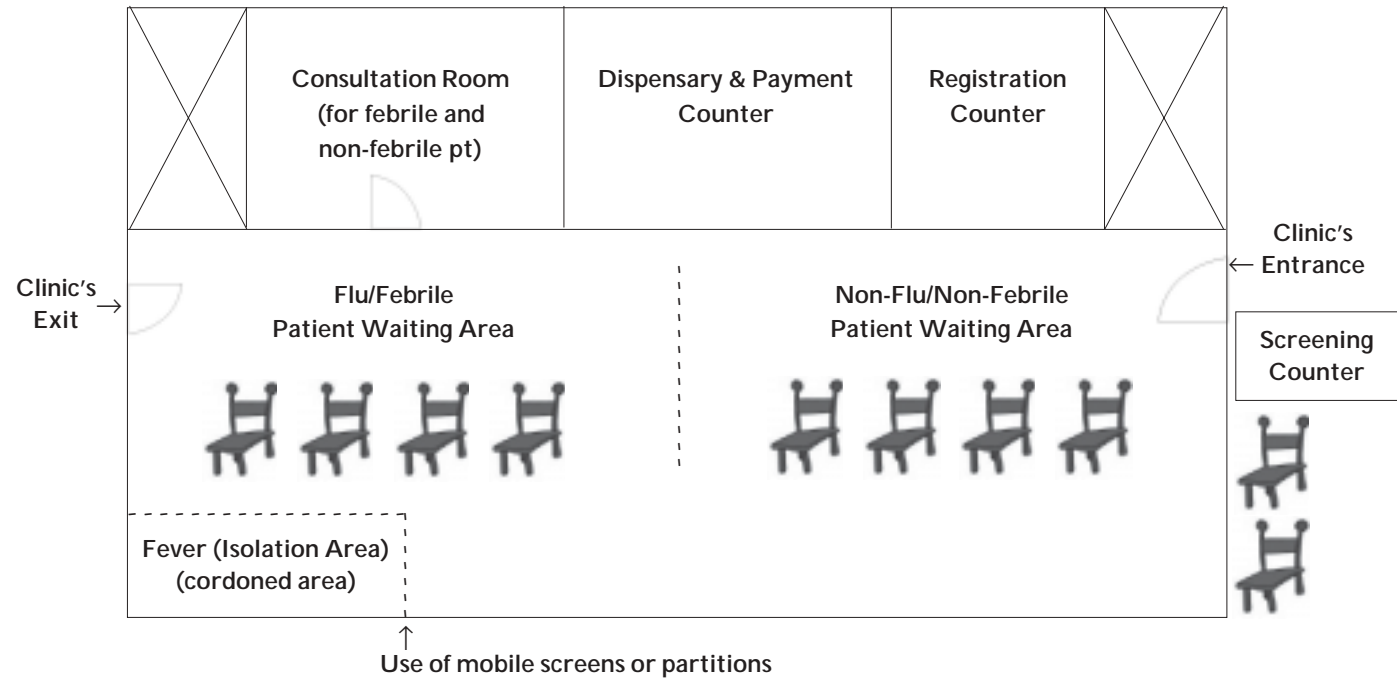 Consultation Room
(for febrile and
non-febrile pt)
Dispensary & Payment
Counter
Registration
Counter
Clinic's
Entrance
Clinic's
Exit
Flu/Febrile
Patient Waiting Area
Non-Flu/Non-Febrile
Patient Waiting Area
Screening
Counter
Fever (Isolation Area)
(cordoned area)
Use of mobile screens or partitions